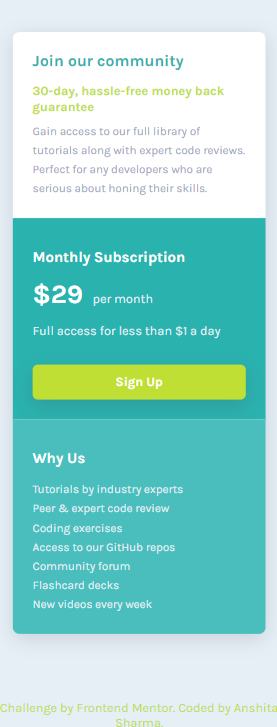 Join our community
30-day, hassle-free money back
guarantee
Gain access to our full library of
tutorials along with expert code reviews.
Perfect for any developers who are
serious about honing their skills.
Monthly Subscription
$29 per month
Full access for less than $1 a day
Sign Up
Why Us
Tutorials by industry experts
Peer & expert code review
Coding exercises
Access to our GitHub repos
Community forum
Flashcard decks
New videos every week
Challenge by Frontend Mentor. Coded by Anshita
Sharma.